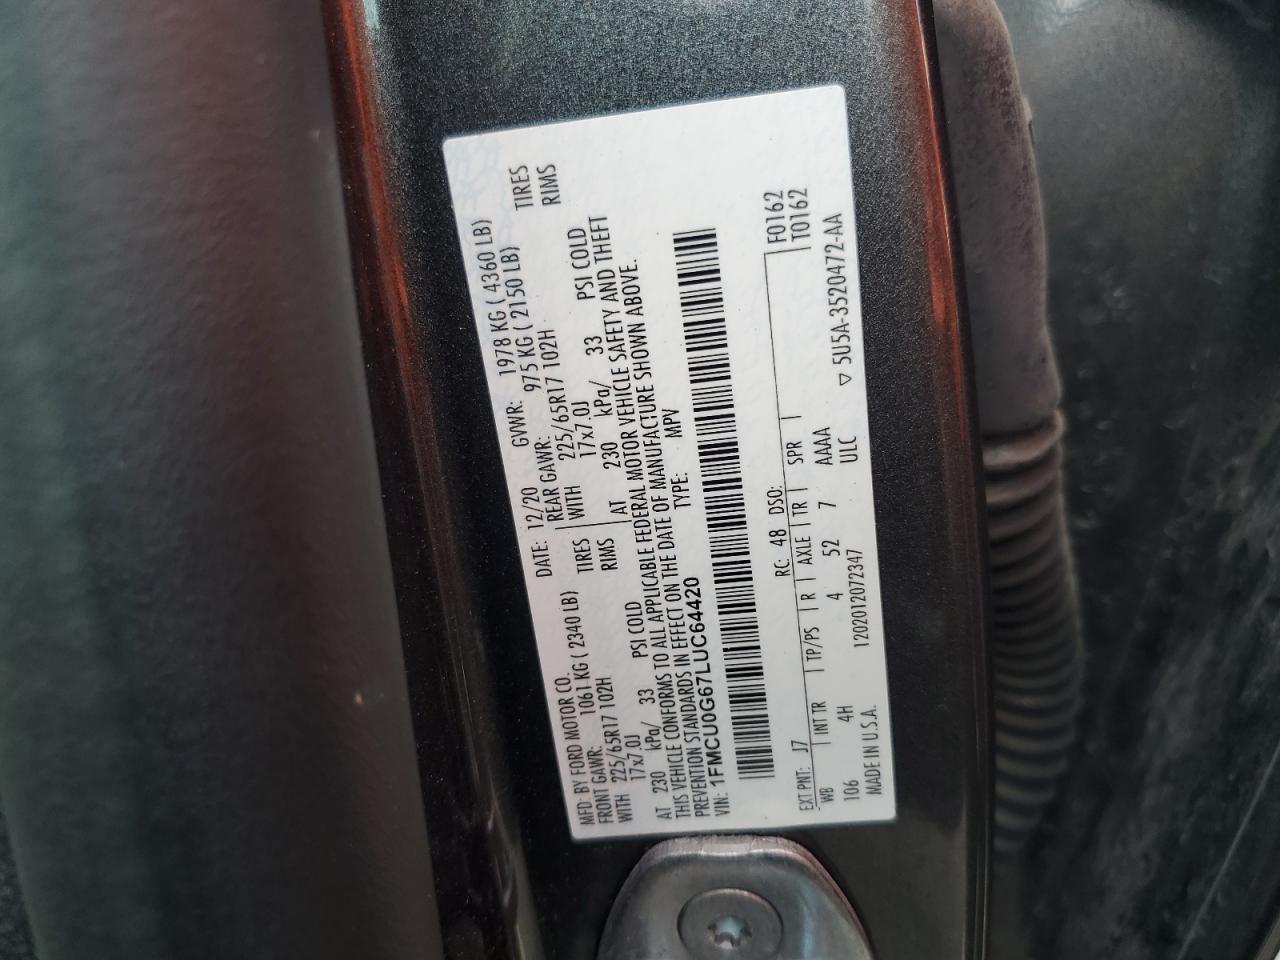 MFD. BY FORD MOTOR CO. DATE: 12/20 GVWR: 1978 KG ( 4360 LB)
FRONT GAWR: 1061 KG ( 2340 LB) REAR GAWR: 975 KG ( 2150 LB)
WITH 225/65R17 102H TIRES WITH 225/65R17 102H TIRES
17x7.0J RIMS 17x7.0J RIMS
AT 230 kPa/ 33 PSI COLD AT 230 kPa/ 33 PSI COLD
THIS VEHICLE CONFORMS TO ALL APPLICABLE FEDERAL MOTOR VEHICLE SAFETY AND THEFT
PREVENTION STANDARDS IN EFFECT ON THE DATE OF MANUFACTURE SHOWN ABOVE.
VIN: 1FMCU0G67LUC64420 TYPE: MPV
F0162
T0162
EXT PNT: J7 RC: 48 DSO:
WB INT TR TP/PS R AXLE TR SPR
106 4H 4 52 7 AAAA
MADE IN U.S.A. 120201207​2347 ULC ▽ 5U5A-3520472-AA